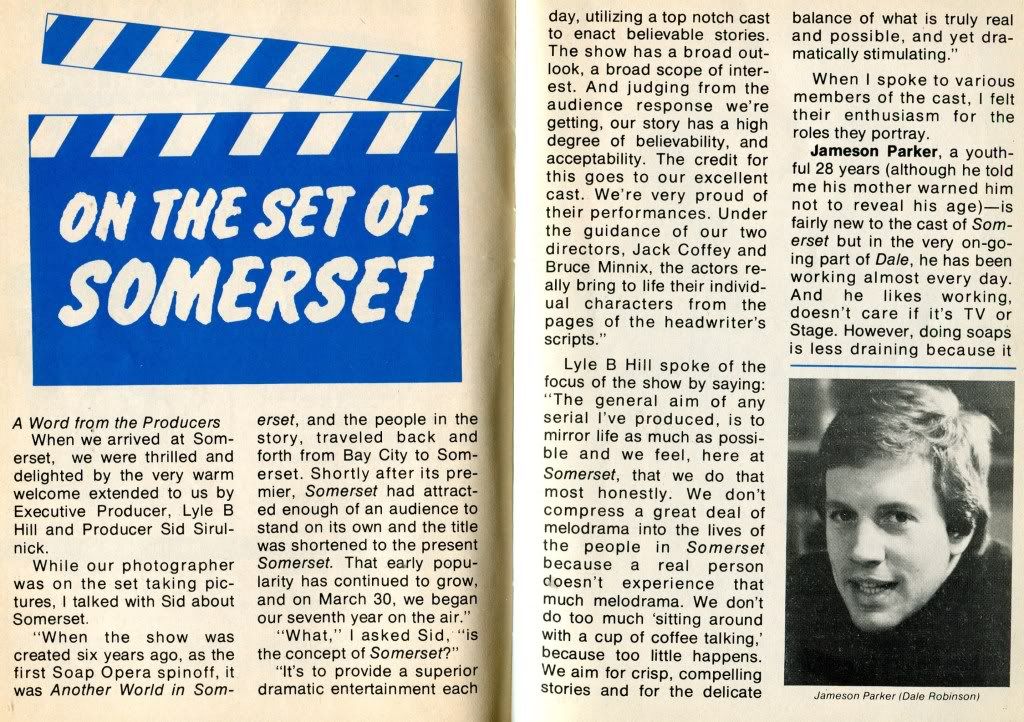 ON THE SET OF
SOMERSET
A Word from the Producers
When we arrived at Som-
erset, we were thrilled and
delighted by the very warm
welcome extended to us by
Executive Producer, Lyle B
Hill and Producer Sid Sirul-
nick.
While our photographer
was on the set taking pic-
tures, I talked with Sid about
Somerset.
"When the show was
created six years ago, as the
first Soap Opera spinoff, it
was Another World in Som-
erset, and the people in the
story, traveled back and
forth from Bay City to Som-
erset. Shortly after its pre-
mier, Somerset had attract-
ed enough of an audience to
stand on its own and the title
was shortened to the present
Somerset. That early popu-
larity has continued to grow,
and on March 30, we began
our seventh year on the air."
"What," I asked Sid, "is
the concept of Somerset?"
"It's to provide a superior
dramatic entertainment each
day, utilizing a top notch cast
to enact believable stories.
The show has a broad out-
look, a broad scope of inter-
est. And judging from the
audience response we're
getting, our story has a high
degree of believability, and
acceptability. The credit for
this goes to our excellent
cast. We're very proud of
their performances. Under
the guidance of our two
directors, Jack Coffey and
Bruce Minnix, the actors re-
ally bring to life their individ-
ual characters from the
pages of the headwriter's
scripts."
Lyle B Hill spoke of the
focus of the show by saying:
"The general aim of any
serial I've produced, is to
mirror life as much as possi-
ble and we feel, here at
Somerset, that we do that
most honestly. We don't
compress a great deal of
melodrama into the lives of
the people in Somerset
because a real person
doesn't experience that
much melodrama. We don't
do too much 'sitting around
with a cup of coffee talking,'
because too little happens.
We aim for crisp, compelling
stories and for the delicate
balance of what is truly real
and possible, and yet dra-
matically stimulating."
When I spoke to various
members of the cast, I felt
their enthusiasm for the
roles they portray.
Jameson Parker, a youth-
ful 28 years (although he told
me his mother warned him
not to reveal his age)—is
fairly new to the cast of Som-
erset but in the very on-go-
ing part of Dale, he has been
working almost every day.
And he likes working,
doesn't care if it's TV or
Stage. However, doing soaps
is less draining because it
Jameson Parker (Dale Robinson)